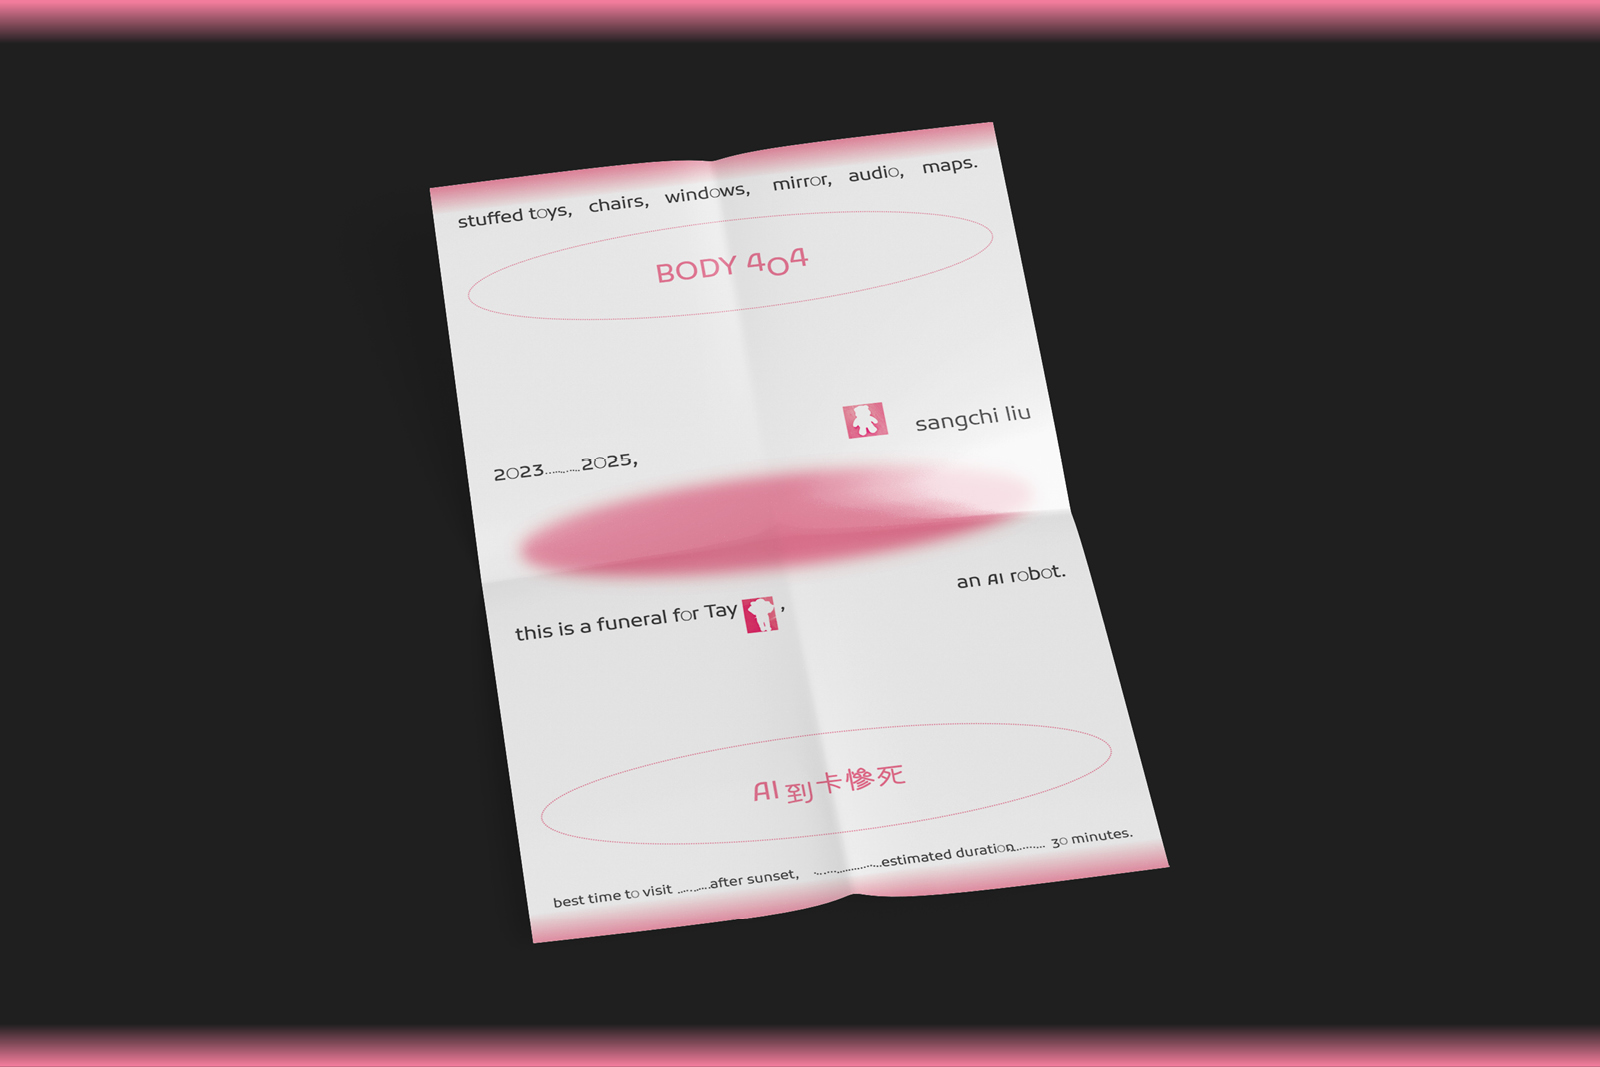 stuffed toys, chairs, windows, mirror, audio, maps.
BODY 404
sangchi liu
2023.........2025,
this is a funeral for Tay ,
an AI robot.
AI到卡慘死
best time to visit ........after sunset, ................estimated duration........ 30 minutes.